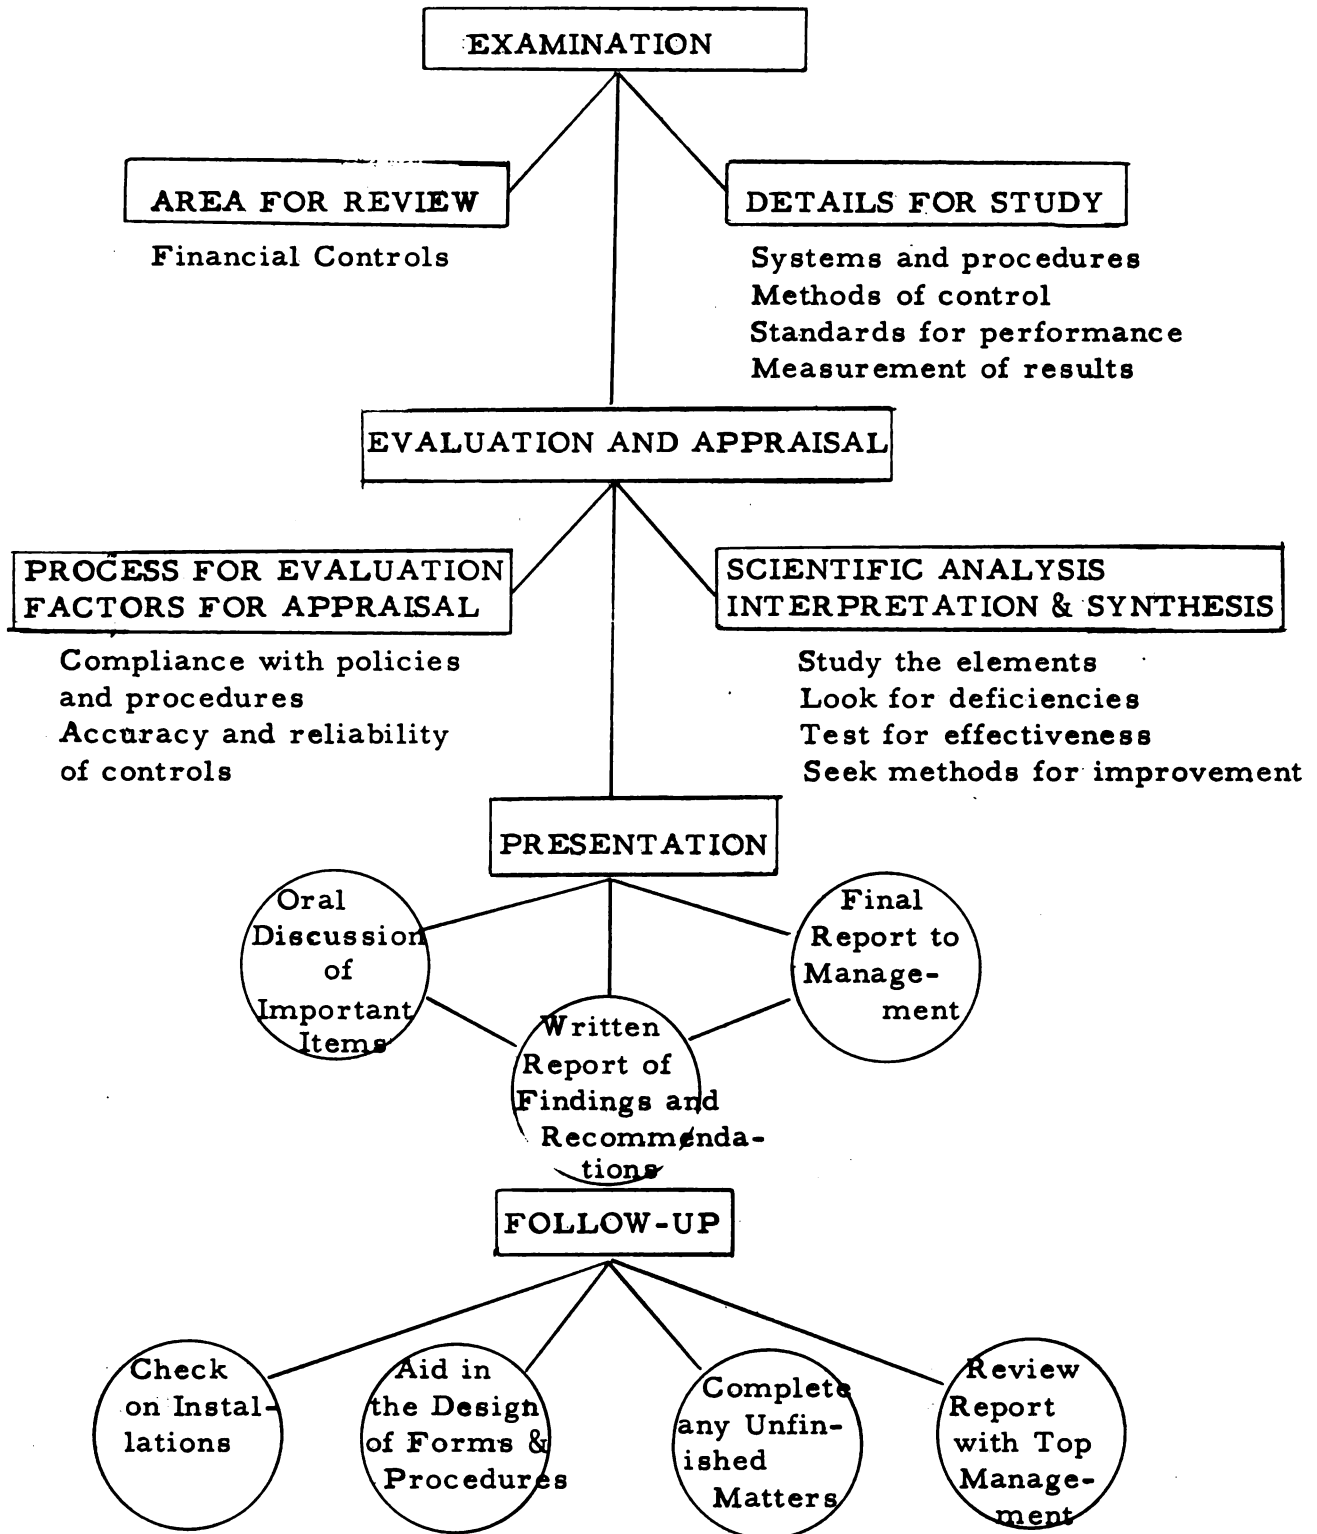 EXAMINATION
AREA FOR REVIEW
Financial Controls
DETAILS FOR STUDY
Systems and procedures
Methods of control
Standards for performance
Measurement of results
EVALUATION AND APPRAISAL
PROCESS FOR EVALUATION
FACTORS FOR APPRAISAL
Compliance with policies
and procedures
Accuracy and reliability
of controls
SCIENTIFIC ANALYSIS
INTERPRETATION & SYNTHESIS
Study the elements
Look for deficiencies
Test for effectiveness
Seek methods for improvement
PRESENTATION
Oral
Discussion
of
Important
Items
Written
Report of
Findings and
Recommenda-
tions
Final
Report to
Manage-
ment
FOLLOW-UP
Check
on Instal-
lations
Aid in
the Design
of Forms &
Procedures
Complete
any Unfin-
ished
Matters
Review
Report
with Top
Manage-
ment